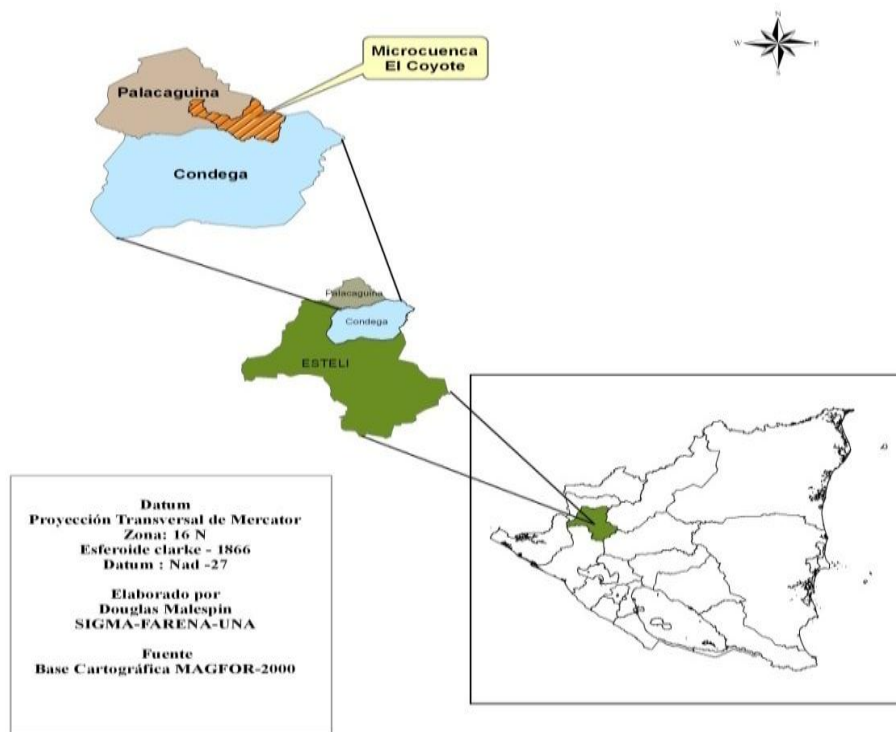 N
W E
S
Microcuenca
El Coyote
Palacaguina
Condega
Palacaguina
Condega
ESTELI
Datum
Proyección Transversal de Mercator
Zona: 16 N
Esferoide clarke - 1866
Datum : Nad -27
Elaborado por
Douglas Malespin
SIGMA-FARENA-UNA
Fuente
Base Cartográfica MAGFOR-2000